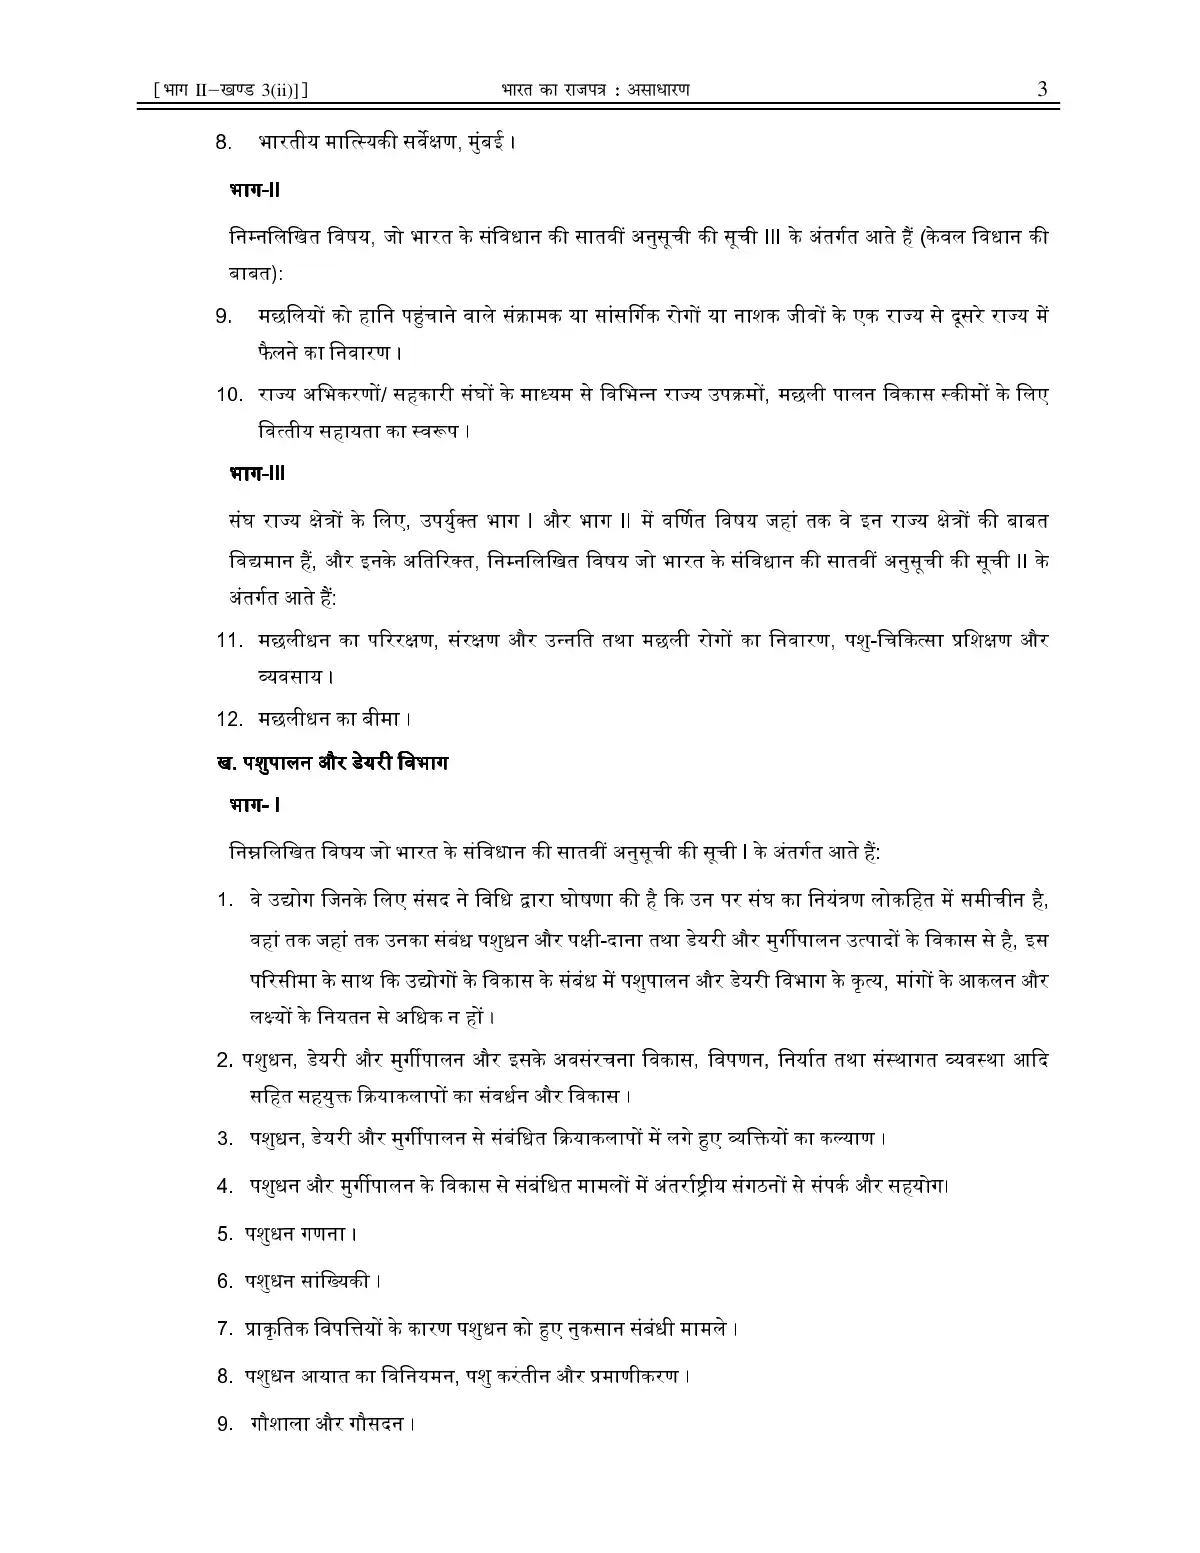 [ भाग II—खण्ड 3(ii)] ]
भारत का राजपत्र : असाधारण
3
8. भारतीय मात्स्यिकी सर्वेक्षण, मुंबई ।
भाग-II
निम्नलिखित विषय, जो भारत के संविधान की सातवीं अनुसूची की सूची III के अंतर्गत आते हैं (केवल विधान की
बाबत):
9. मछलियों को हानि पहुंचाने वाले संक्रामक या सांसर्गिक रोगों या नाशक जीवों के एक राज्य से दूसरे राज्य में
फैलने का निवारण ।
10. राज्य अभिकरणों/ सहकारी संघों के माध्यम से विभिन्न राज्य उपक्रमों, मछली पालन विकास स्कीमों के लिए
वित्तीय सहायता का स्वरूप ।
भाग-III
संघ राज्य क्षेत्रों के लिए, उपर्युक्त भाग I और भाग II में वर्णित विषय जहां तक वे इन राज्य क्षेत्रों की बाबत
विद्यमान हैं, और इनके अतिरिक्त, निम्नलिखित विषय जो भारत के संविधान की सातवीं अनुसूची की सूची II के
अंतर्गत आते हैं:
11. मछलीधन का परिरक्षण, संरक्षण और उन्नति तथा मछली रोगों का निवारण, पशु-चिकित्सा प्रशिक्षण और
व्यवसाय ।
12. मछलीधन का बीमा ।
ख. पशुपालन और डेयरी विभाग
भाग- I
निम्नलिखित विषय जो भारत के संविधान की सातवीं अनुसूची की सूची I के अंतर्गत आते हैं:
1. वे उद्योग जिनके लिए संसद ने विधि द्वारा घोषणा की है कि उन पर संघ का नियंत्रण लोकहित में समीचीन है,
वहां तक जहां तक उनका संबंध पशुधन और पक्षी-दाना तथा डेयरी और मुर्गीपालन उत्पादों के विकास से है, इस
परिसीमा के साथ कि उद्योगों के विकास के संबंध में पशुपालन और डेयरी विभाग के कृत्य, मांगों के आकलन और
लक्ष्यों के नियतन से अधिक न हों ।
2. पशुधन, डेयरी और मुर्गीपालन और इसके अवसंरचना विकास, विपणन, निर्यात तथा संस्थागत व्यवस्था आदि
सहित सहयुक्त क्रियाकलापों का संवर्धन और विकास ।
3. पशुधन, डेयरी और मुर्गीपालन से संबंधित क्रियाकलापों में लगे हुए व्यक्तियों का कल्याण ।
4. पशुधन और मुर्गीपालन के विकास से संबंधित मामलों में अंतर्राष्ट्रीय संगठनों से संपर्क और सहयोग।
5. पशुधन गणना ।
6. पशुधन सांख्यिकी ।
7. प्राकृतिक विपत्तियों के कारण पशुधन को हुए नुकसान संबंधी मामले ।
8. पशुधन आयात का विनियमन, पशु करंतीन और प्रमाणीकरण ।
9. गौशाला और गौसदन ।